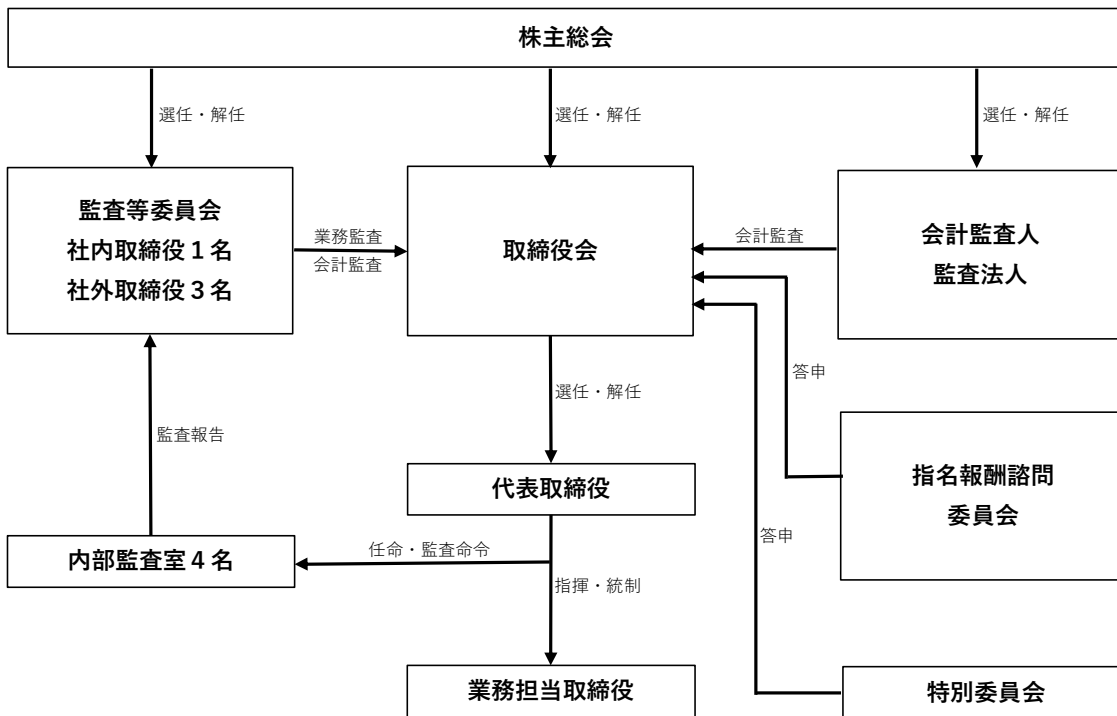 株主総会
選任・解任
選任・解任
選任・解任
監査等委員会
社内取締役１名
社外取締役３名
業務監査
会計監査
取締役会
会計監査
会計監査人
監査法人
答申
選任・解任
監査報告
代表取締役
指名報酬諮問
委員会
答申
任命・監査命令
内部監査室４名
指揮・統制
業務担当取締役
特別委員会